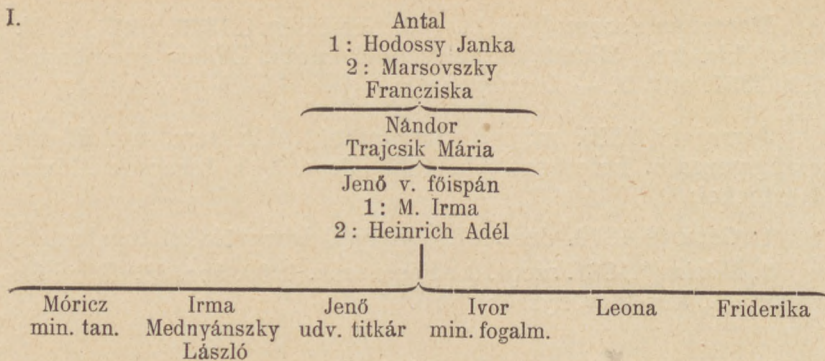 I.
Antal
1: Hodossy Janka
2: Marsovszky
Francziska
Nándor
Trajcsik Mária
Jenő v. főispán
1: M. Irma
2: Heinrich Adél
Móricz Irma Jenő Ivor Leona Friderika
min. tan. Mednyánszky udv. titkár min. fogalm.
László